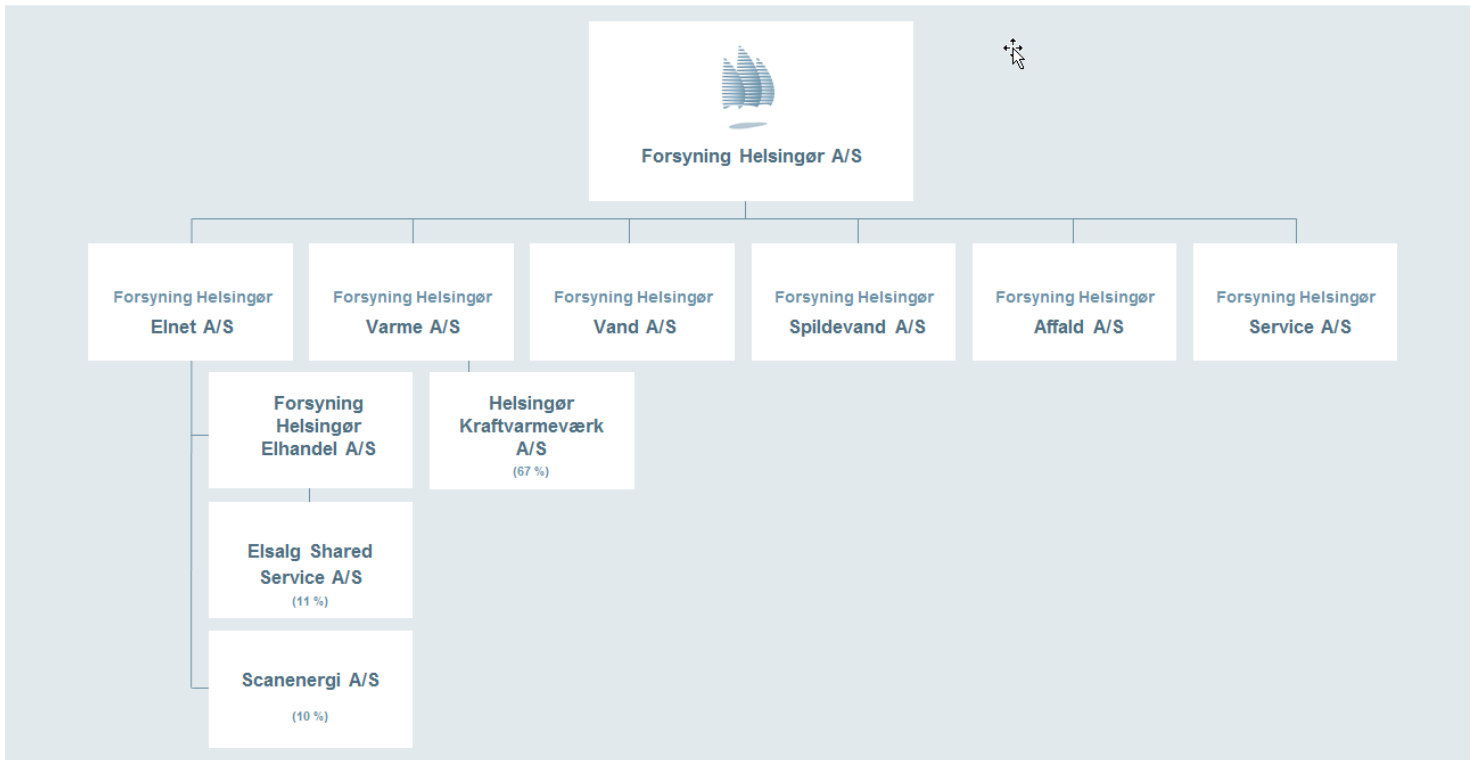 Forsyning Helsingør A/S
Forsyning Helsingør
Elnet A/S
Forsyning Helsingør
Varme A/S
Forsyning Helsingør
Vand A/S
Forsyning Helsingør
Spildevand A/S
Forsyning Helsingør
Affald A/S
Forsyning Helsingør
Service A/S
Forsyning
Helsingør
Elhandel A/S
Helsingør
Kraftvarmeværk
A/S
(67 %)
Elsalg Shared
Service A/S
(11 %)
Scanenergi A/S
(10 %)